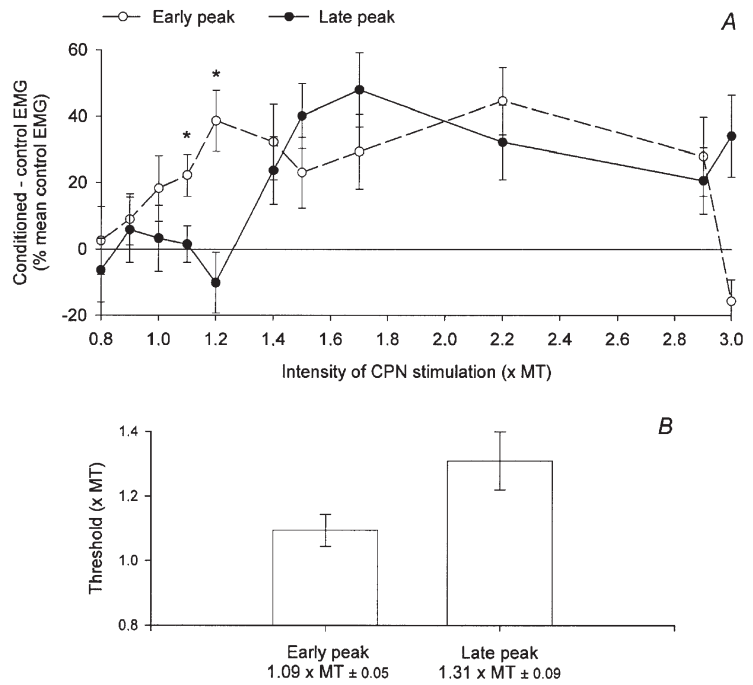 Early peak
Late peak
A
Conditioned - control EMG
(% mean control EMG)
60
40
20
0
-20
*
*
0.8 1.0 1.2 1.4 1.6 1.8 2.0 2.2 2.4 2.6 2.8 3.0
Intensity of CPN stimulation (x MT)
B
Threshold (x MT)
1.4
1.2
1.0
0.8
Early peak
1.09 x MT ± 0.05
Late peak
1.31 x MT ± 0.09